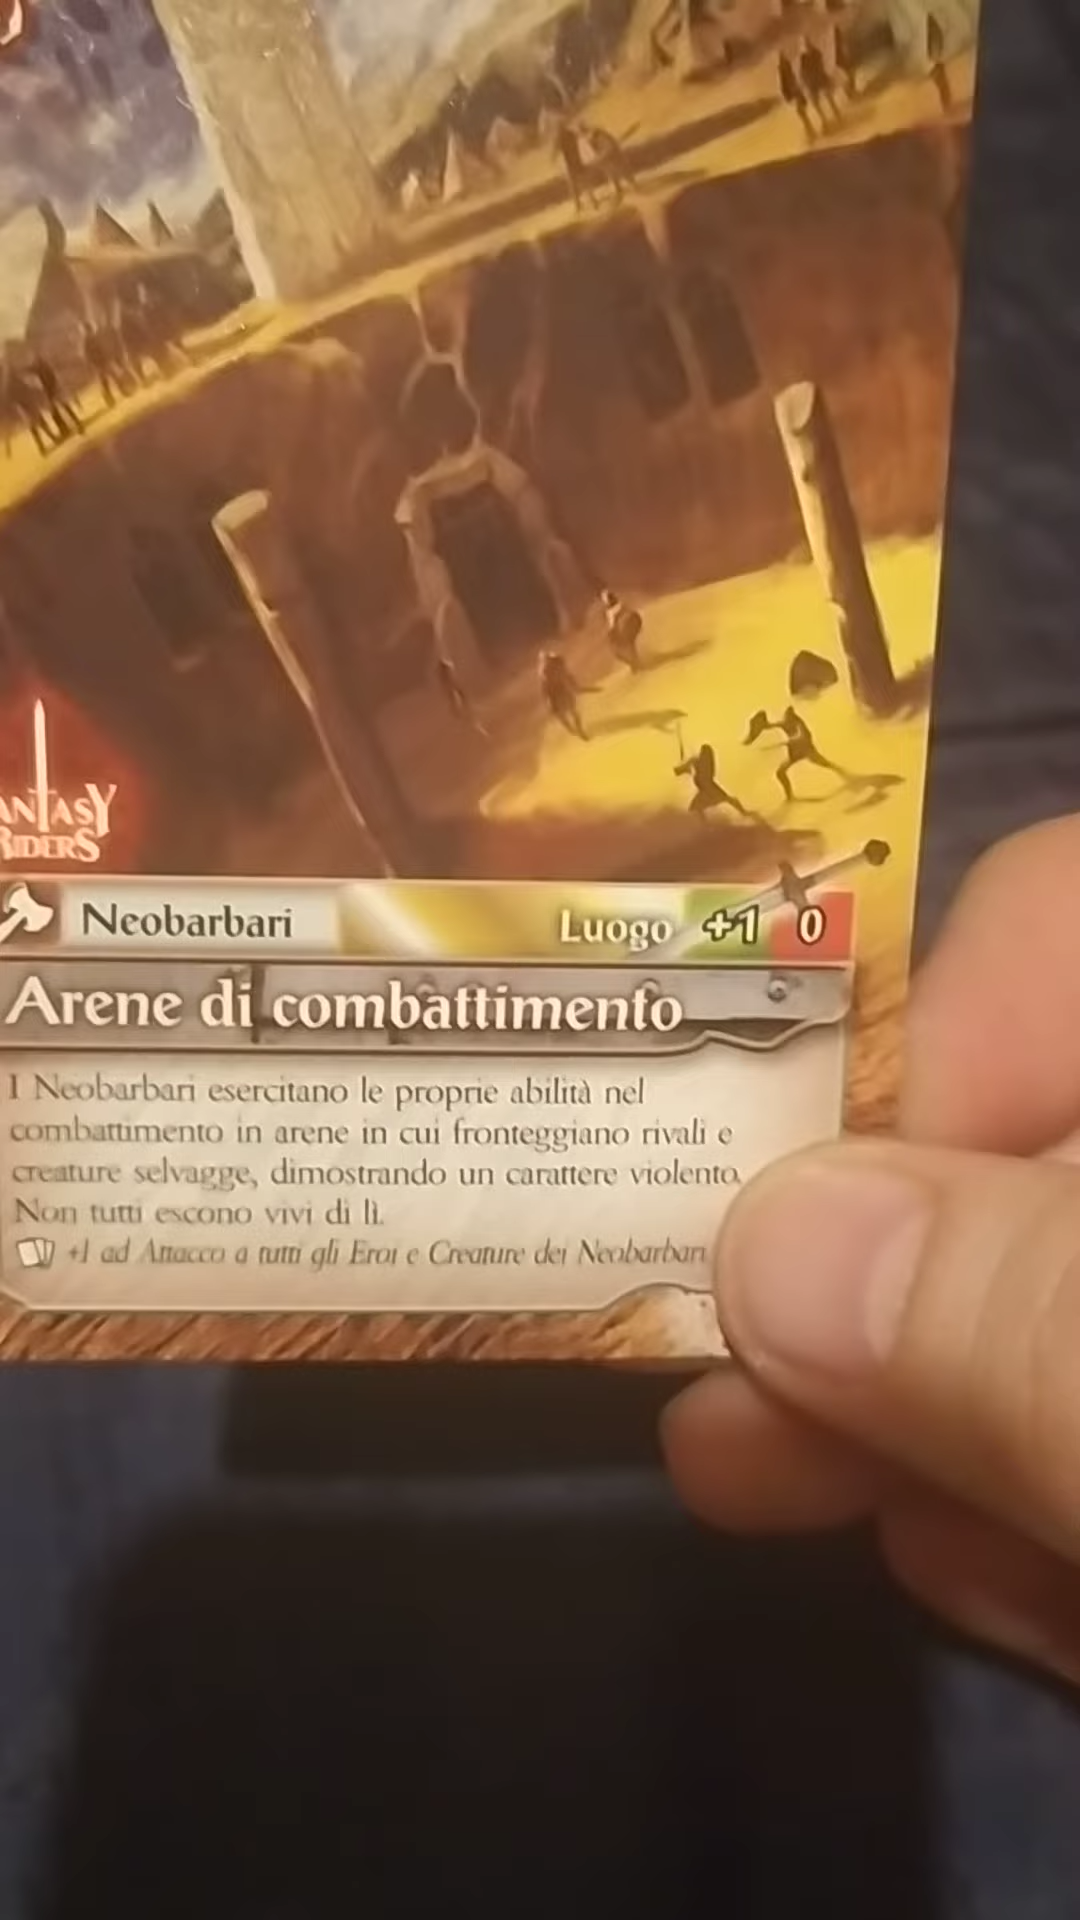 ANTASY
RIDERS
Neobarbari
Luogo +1 0
Arene di combattimento
I Neobarbari esercitano le proprie abilità nel
combattimento in arene in cui fronteggiano rivali e
creature selvagge, dimostrando un carattere violento.
Non tutti escono vivi di lì.
+1 ad Attacco a tutti gli Eroi e Creature dei Neobarbari